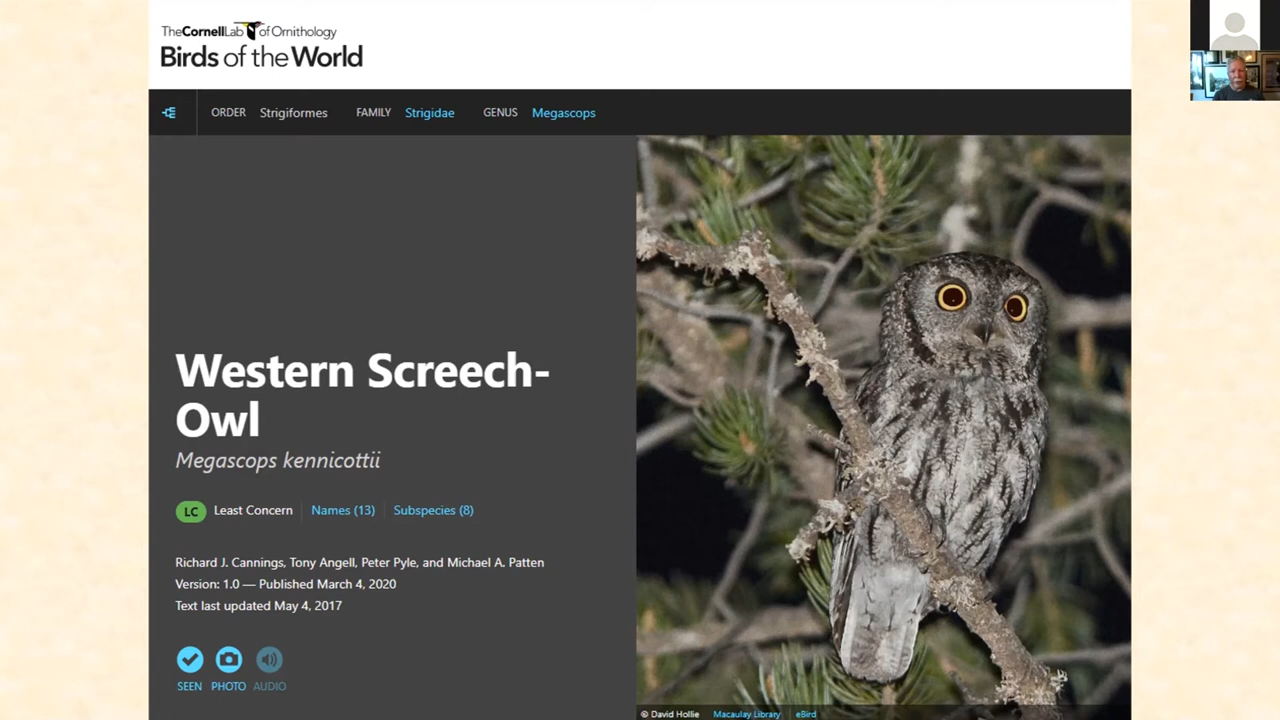 TheCornellLab of Ornithology
Birds of the World
ORDER Strigiformes FAMILY Strigidae GENUS Megascops
Western Screech-
Owl
Megascops kennicottii
LC Least Concern Names (13) Subspecies (8)
Richard J. Cannings, Tony Angell, Peter Pyle, and Michael A. Patten
Version: 1.0 — Published March 4, 2020
Text last updated May 4, 2017
SEEN PHOTO AUDIO
© David Hollie Macaulay Library eBird